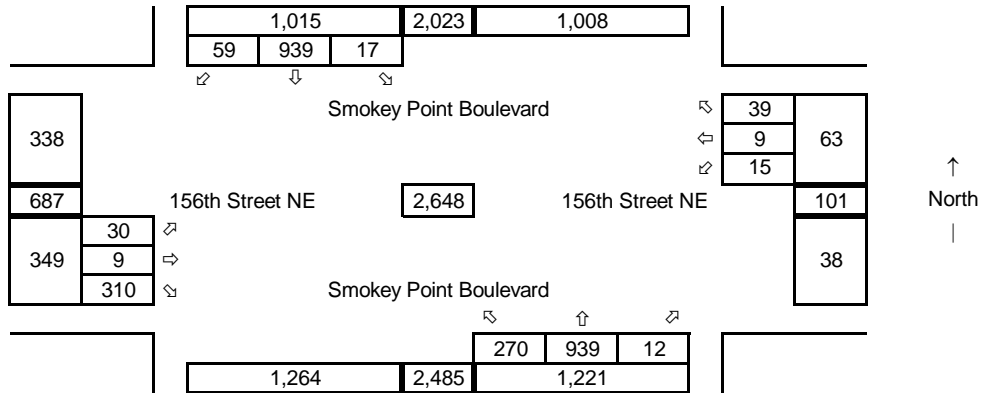 1,015 2,023 1,008
59 939 17
Smokey Point Boulevard
39
338 9 63
15
↑
687 156th Street NE 2,648 156th Street NE 101 North
|
30
349 9 38
310 Smokey Point Boulevard
270 939 12
1,264 2,485 1,221